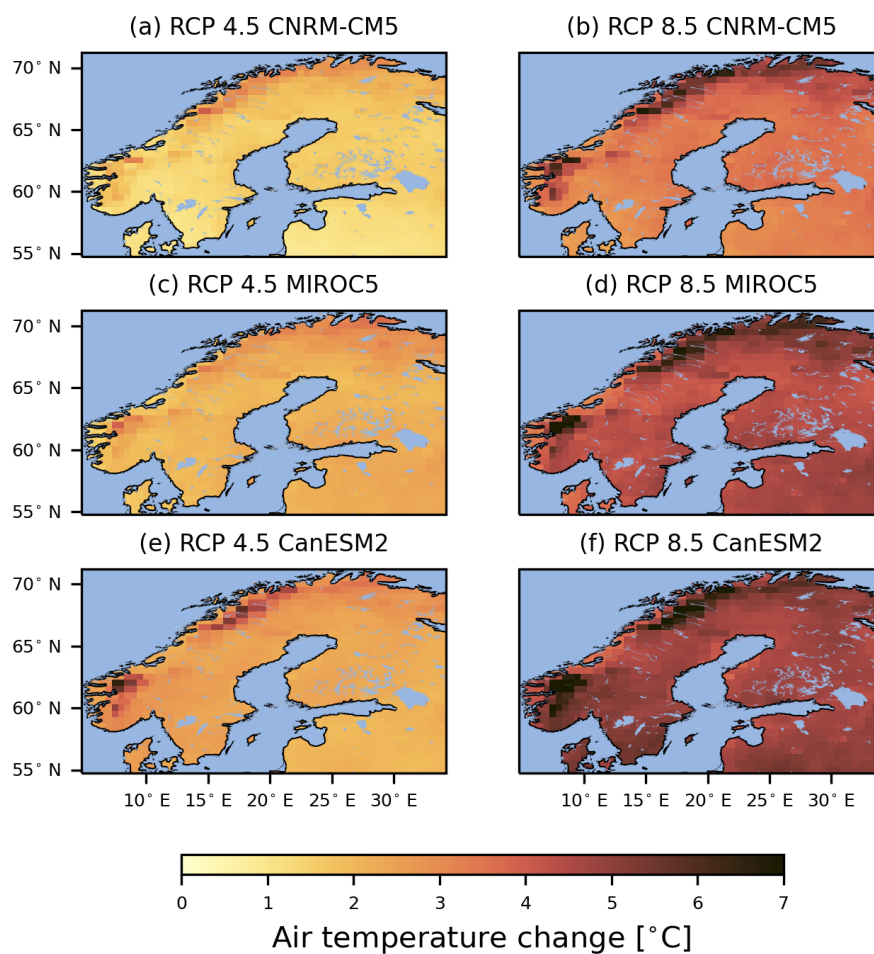 (a) RCP 4.5 CNRM-CM5
(b) RCP 8.5 CNRM-CM5
70° N
65° N
60° N
55° N
(c) RCP 4.5 MIROC5
(d) RCP 8.5 MIROC5
70° N
65° N
60° N
55° N
(e) RCP 4.5 CanESM2
(f) RCP 8.5 CanESM2
70° N
65° N
60° N
55° N
10° E 15° E 20° E 30° E
10° E 15° E 20° E 30° E
0 1 2 3 4 5 6 7
Air temperature change [°C]